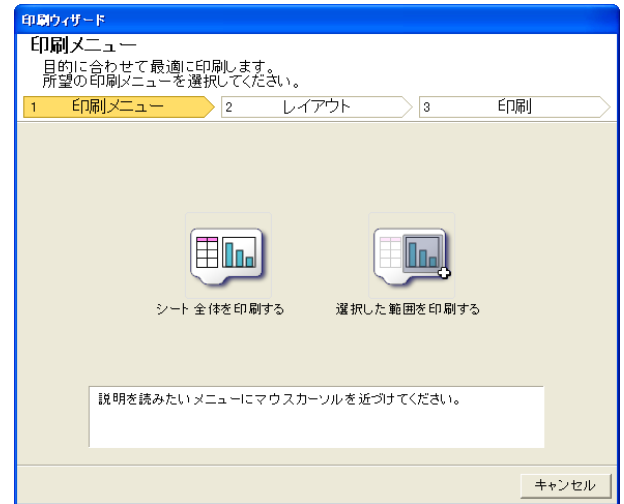 印刷ウィザード
印刷メニュー
目的に合わせて最適に印刷します。
所望の印刷メニューを選択してください。
1 印刷メニュー 2 レイアウト 3 印刷
シート全体を印刷する 選択した範囲を印刷する
説明を読みたいメニューにマウスカーソルを近づけてください。
キャンセル